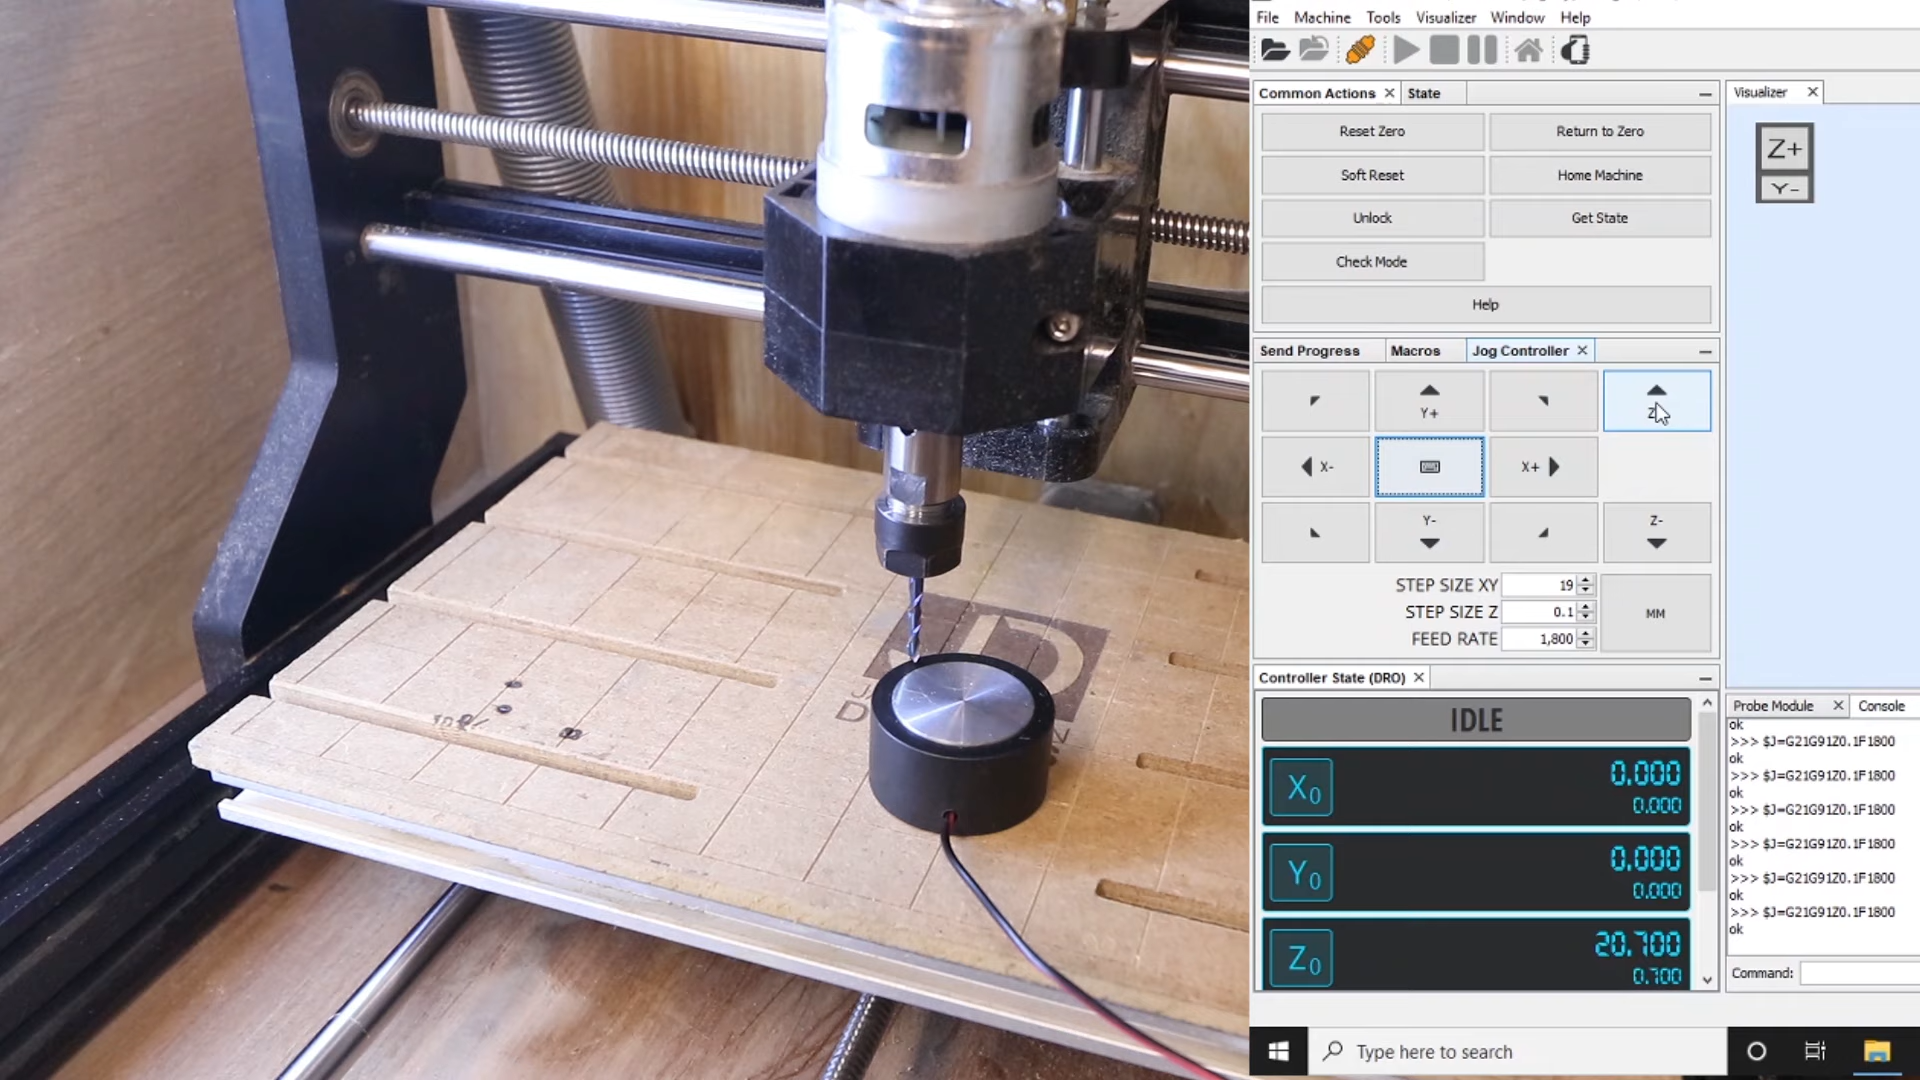 File Machine Tools Visualizer Window Help
Common Actions State
Visualizer
Reset Zero Return to Zero
Z+
Y-
Soft Reset Home Machine
Unlock Get State
Check Mode
Help
Send Progress Macros Jog Controller
Y+
X- X+
Y- Z-
STEP SIZE XY 19
STEP SIZE Z 0.1
FEED RATE 1,800
MM
Controller State (DRO)
IDLE
X0 0.000
0.000
Y0 0.000
0.000
Z0 20.700
0.700
Probe Module Console
ok
>>> $J=G21G91Z0.1F1800
ok
>>> $J=G21G91Z0.1F1800
ok
>>> $J=G21G91Z0.1F1800
ok
>>> $J=G21G91Z0.1F1800
ok
>>> $J=G21G91Z0.1F1800
ok
>>> $J=G21G91Z0.1F1800
ok
Command:
Type here to search